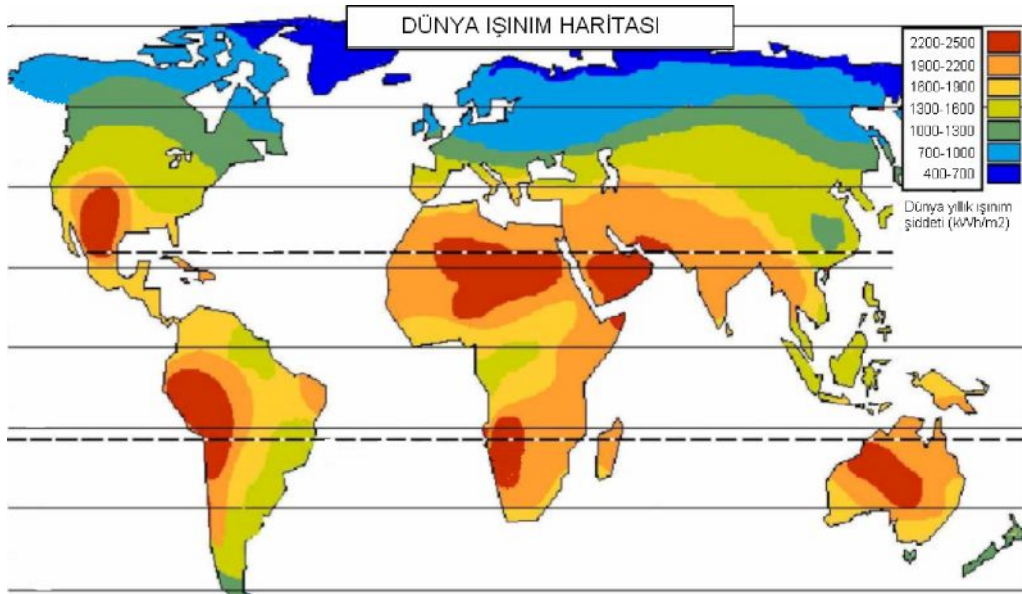 DÜNYA IŞINIM HARİTASI
2200-2500
1900-2200
1600-1900
1300-1600
1000-1300
700-1000
400-700
Dünya yıllık ışınım
şiddeti (kWh/m2)